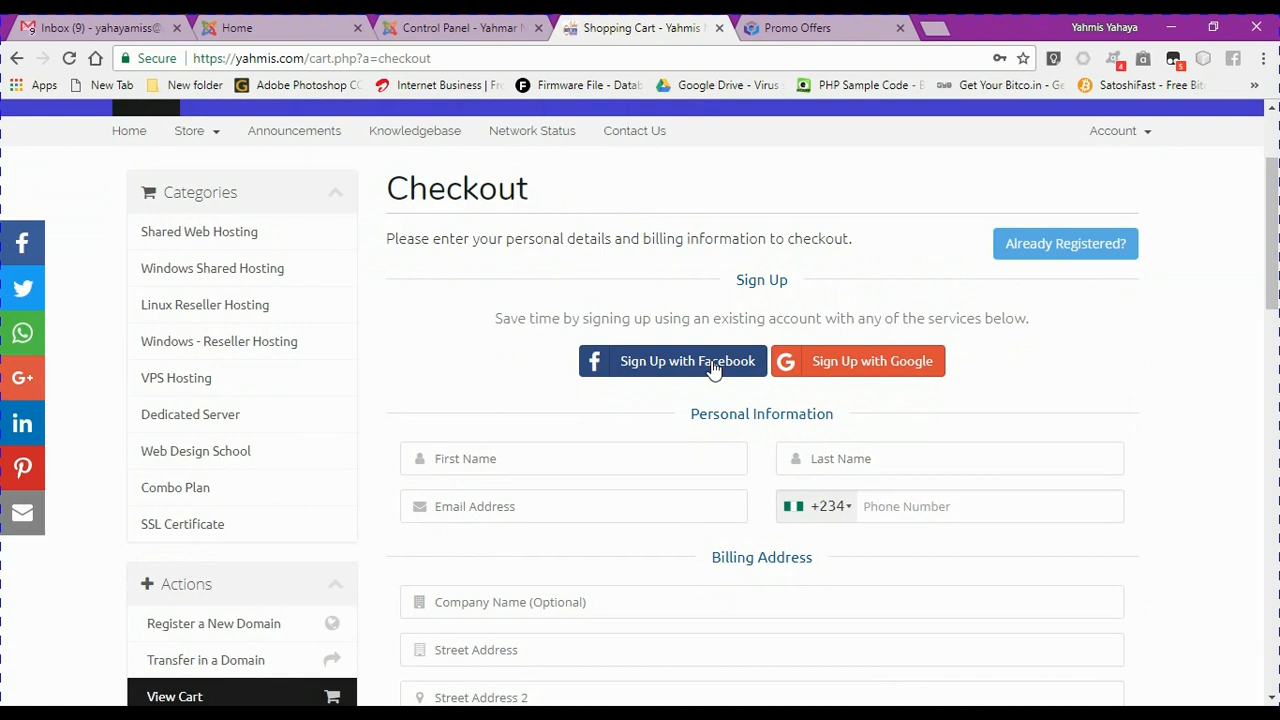 Inbox (9) - yahayamiss@
Home
Control Panel - Yahmar
Shopping Cart - Yahmis
Promo Offers
Yahmis Yahaya
Secure
https://yahmis.com/cart.php?a=checkout
4
a
5
Apps
New Tab
New folder
Adobe Photoshop CC
Internet Business | Fr
Firmware File - Datab
Google Drive - Virus
PHP Sample Code - B
Get Your Bitco.in - Ge
SatoshiFast - Free Bit
Home
Store
Announcements
Knowledgebase
Network Status
Contact Us
Account
Categories
Shared Web Hosting
Windows Shared Hosting
Linux Reseller Hosting
Windows - Reseller Hosting
VPS Hosting
Dedicated Server
Web Design School
Combo Plan
SSL Certificate
Actions
Register a New Domain
Transfer in a Domain
View Cart
Checkout
Please enter your personal details and billing information to checkout.
Already Registered?
Sign Up
Save time by signing up using an existing account with any of the services below.
Sign Up with Facebook
Sign Up with Google
Personal Information
First Name
Last Name
Email Address
+234
Phone Number
Billing Address
Company Name (Optional)
Street Address
Street Address 2